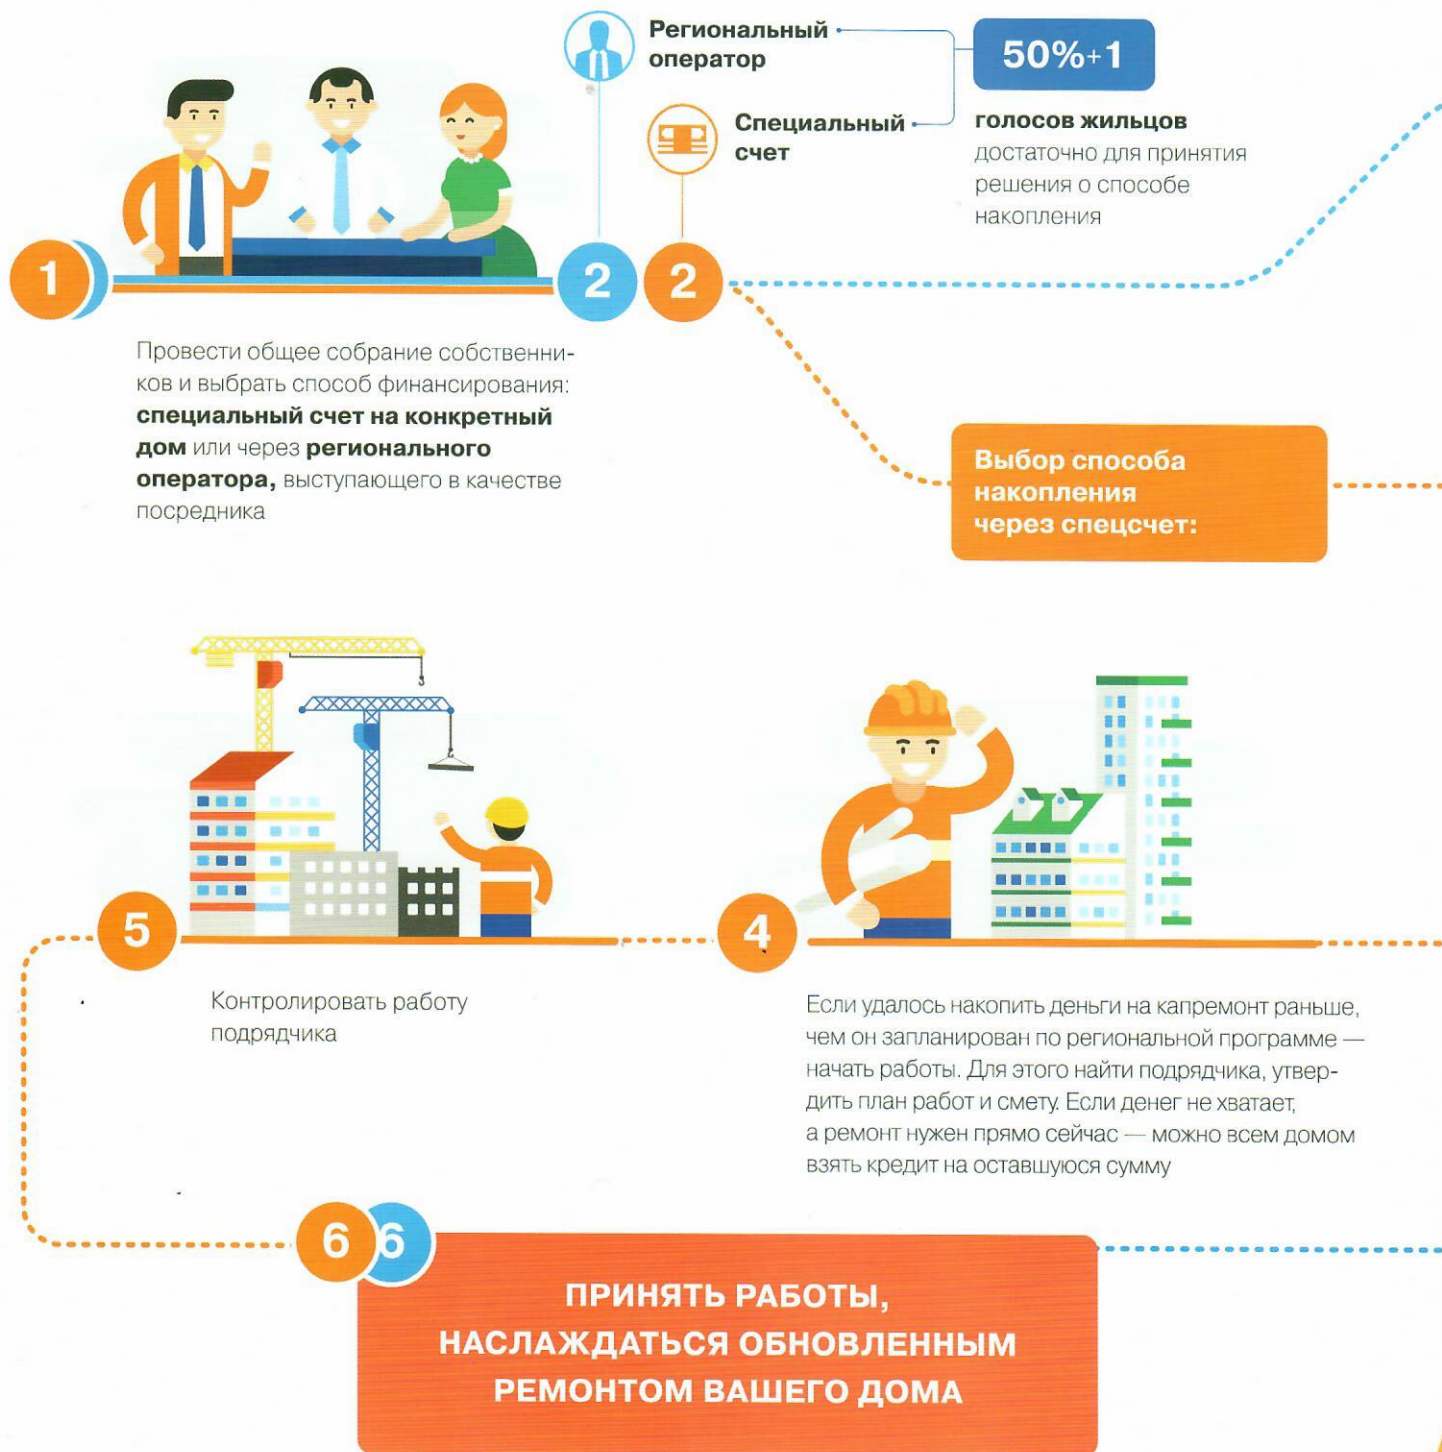 Региональный
оператор
Специальный
счет
50%+1
голосов жильцов
достаточно для принятия
решения о способе
накопления
1
2
2
Провести общее собрание собственни-
ков и выбрать способ финансирования:
специальный счет на конкретный
дом или через регионального
оператора, выступающего в качестве
посредника
Выбор способа
накопления
через спецсчет:
5
Контролировать работу
подрядчика
4
Если удалось накопить деньги на капремонт раньше,
чем он запланирован по региональной программе —
начать работы. Для этого найти подрядчика, утвер-
дить план работ и смету. Если денег не хватает,
а ремонт нужен прямо сейчас — можно всем домом
взять кредит на оставшуюся сумму
6
6
ПРИНЯТЬ РАБОТЫ,
НАСЛАЖДАТЬСЯ ОБНОВЛЕННЫМ
РЕМОНТОМ ВАШЕГО ДОМА